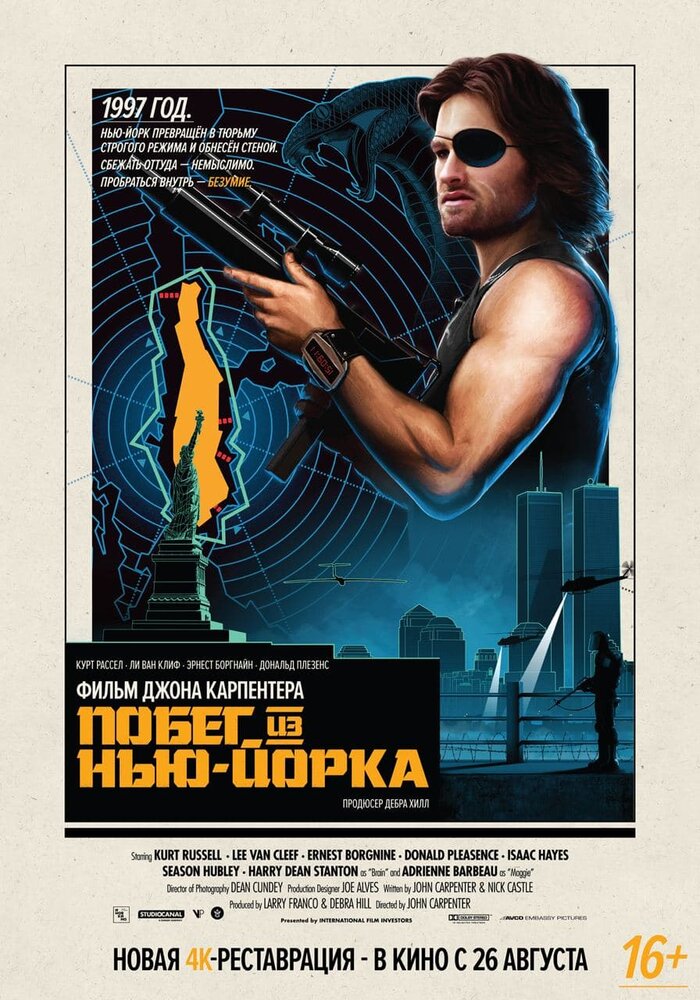 1997 ГОД.
НЬЮ-ЙОРК ПРЕВРАЩЁН В ТЮРЬМУ
СТРОГОГО РЕЖИМА И ОБНЕСЁН СТЕНОЙ.
СБЕЖАТЬ ОТТУДА — НЕМЫСЛИМО.
ПРОБРАТЬСЯ ВНУТРЬ — БЕЗУМИЕ.
КУРТ РАССЕЛ · ЛИ ВАН КЛИФ · ЭРНЕСТ БОРГНАЙН · ДОНАЛЬД ПЛЕЗЕНС
ФИЛЬМ ДЖОНА КАРПЕНТЕРА
ПОБЕГ ИЗ
НЬЮ-ЙОРКА
ПРОДЮСЕР ДЕБРА ХИЛЛ
Starring KURT RUSSELL · LEE VAN CLEEF · ERNEST BORGNINE · DONALD PLEASENCE · ISAAC HAYES
SEASON HUBLEY · HARRY DEAN STANTON as "Brain" and ADRIENNE BARBEAU as "Maggie"
Director of Photography DEAN CUNDEY Production Designer JOE ALVES Written by JOHN CARPENTER & NICK CASTLE
Produced by LARRY FRANCO & DEBRA HILL Directed by JOHN CARPENTER
STUDIOCANAL
DOLBY STEREO
AVCO EMBASSY PICTURES
Presented by INTERNATIONAL FILM INVESTORS
НОВАЯ 4К-РЕСТАВРАЦИЯ - В КИНО С 26 АВГУСТА
16+